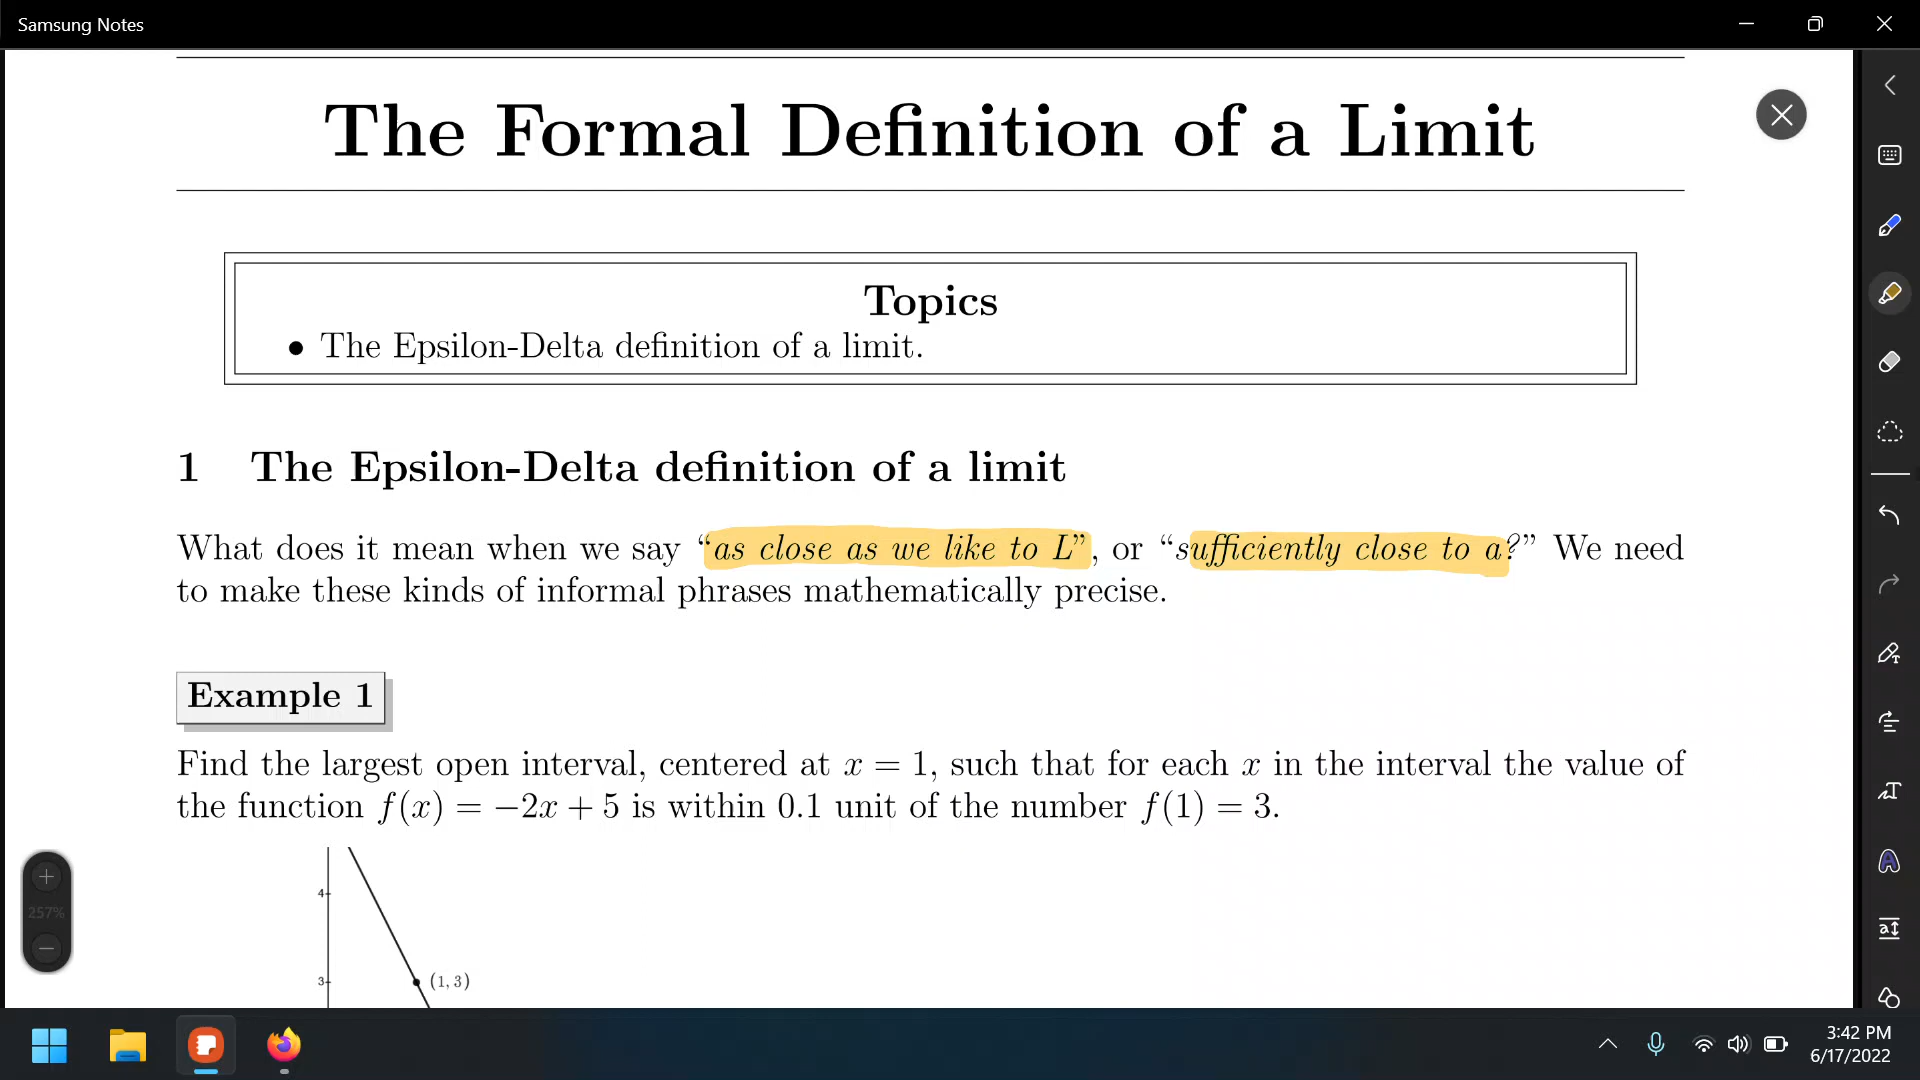 Samsung Notes
The Formal Definition of a Limit
Topics
• The Epsilon-Delta definition of a limit.
1 The Epsilon-Delta definition of a limit
What does it mean when we say “as close as we like to L”, or “sufficiently close to a?” We need
to make these kinds of informal phrases mathematically precise.
Example 1
Find the largest open interval, centered at x = 1, such that for each x in the interval the value of
the function f(x) = −2x + 5 is within 0.1 unit of the number f(1) = 3.
4
257%
3
(1, 3)
3:42 PM
6/17/2022